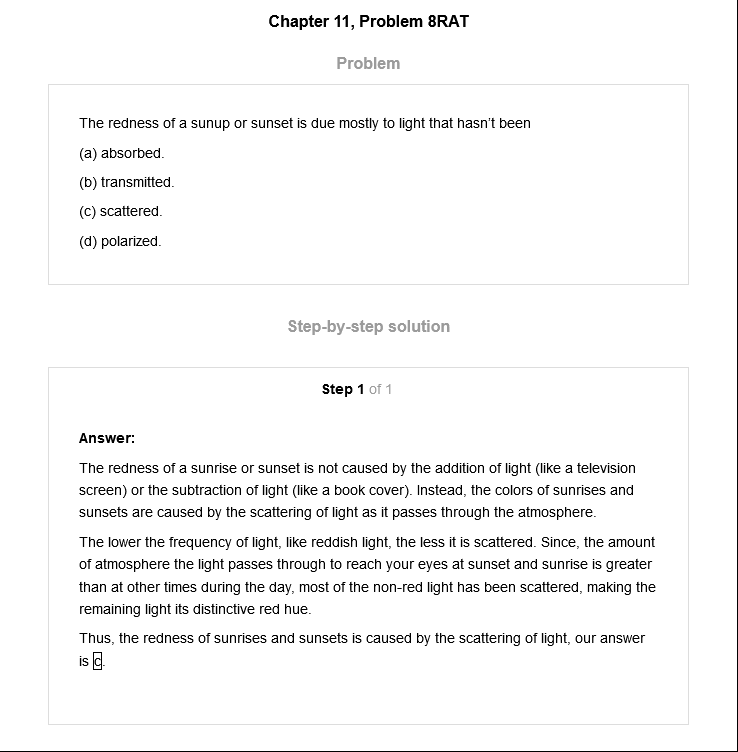 Chapter 11, Problem 8RAT
Problem
The redness of a sunup or sunset is due mostly to light that hasn't been
(a) absorbed.
(b) transmitted.
(c) scattered.
(d) polarized.
Step-by-step solution
Step 1 of 1
Answer:
The redness of a sunrise or sunset is not caused by the addition of light (like a television
screen) or the subtraction of light (like a book cover). Instead, the colors of sunrises and
sunsets are caused by the scattering of light as it passes through the atmosphere.
The lower the frequency of light, like reddish light, the less it is scattered. Since, the amount
of atmosphere the light passes through to reach your eyes at sunset and sunrise is greater
than at other times during the day, most of the non-red light has been scattered, making the
remaining light its distinctive red hue.
Thus, the redness of sunrises and sunsets is caused by the scattering of light, our answer
is c.